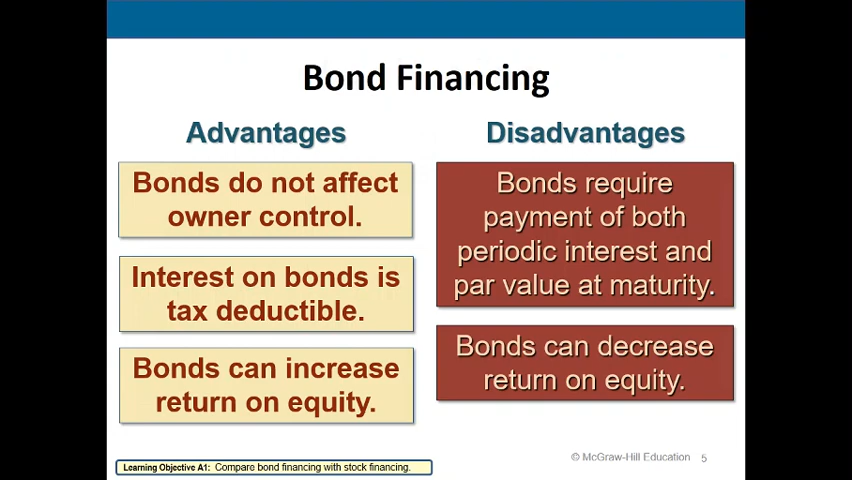 Bond Financing
Advantages
Bonds do not affect
owner control.
Interest on bonds is
tax deductible.
Bonds can increase
return on equity.
Disadvantages
Bonds require
payment of both
periodic interest and
par value at maturity.
Bonds can decrease
return on equity.
Learning Objective A1: Compare bond financing with stock financing.
© McGraw-Hill Education 5